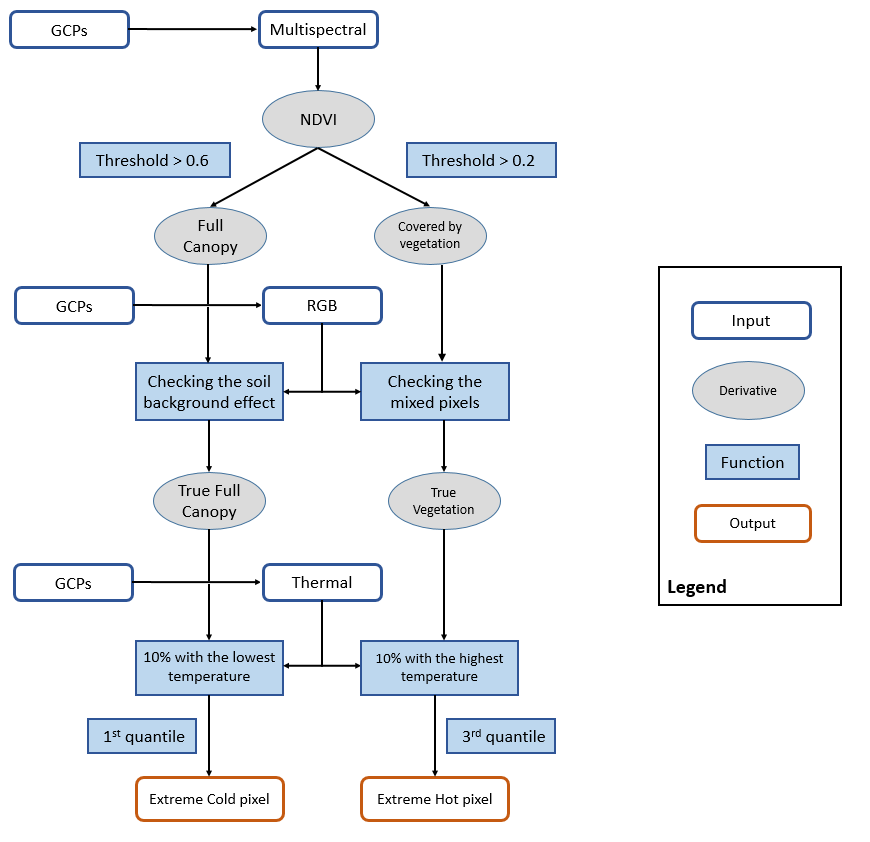 GCPs
Multispectral
NDVI
Threshold > 0.6
Threshold > 0.2
Full
Canopy
Covered by
vegetation
GCPs
RGB
Checking the soil
background effect
Checking the
mixed pixels
True Full
Canopy
True
Vegetation
GCPs
Thermal
10% with the lowest
temperature
10% with the highest
temperature
1st quantile
3rd quantile
Extreme Cold pixel
Extreme Hot pixel
Input
Derivative
Function
Output
Legend